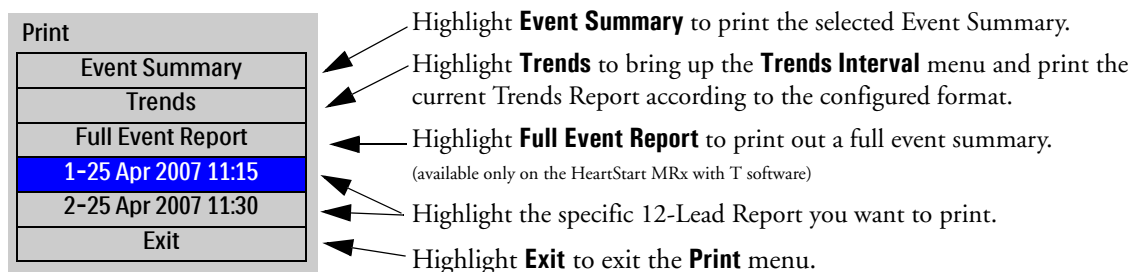 Print
Event Summary
Trends
Full Event Report
1-25 Apr 2007 11:15
2-25 Apr 2007 11:30
Exit
Highlight Event Summary to print the selected Event Summary.
Highlight Trends to bring up the Trends Interval menu and print the
current Trends Report according to the configured format.
Highlight Full Event Report to print out a full event summary.
(available only on the HeartStart MRx with T software)
Highlight the specific 12-Lead Report you want to print.
Highlight Exit to exit the Print menu.